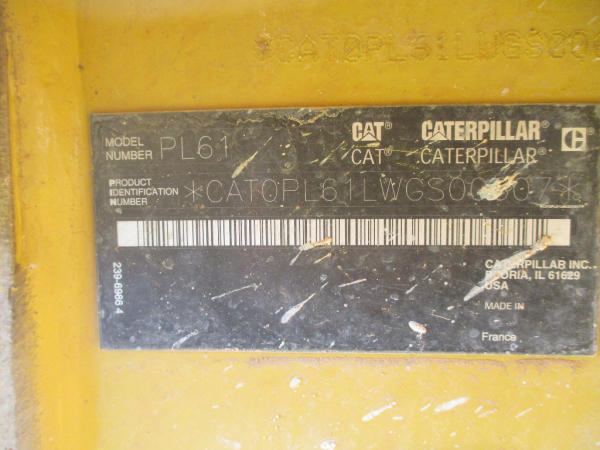 *CAT0PL61LWGS00
MODEL NUMBER PL61
CAT CATERPILLAR C
CAT® CATERPILLAR®
PRODUCT IDENTIFICATION NUMBER
239-6986 4
CATERPILLAR INC.
PEORIA, IL 61629
USA
MADE IN
France